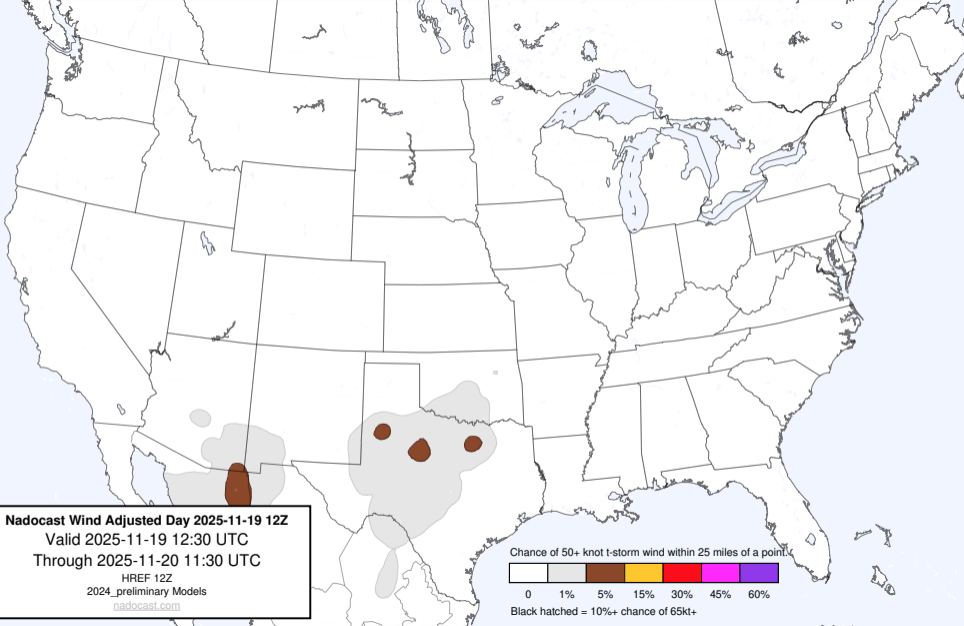 Nadocast Wind Adjusted Day 2025-11-19 12Z
Valid 2025-11-19 12:30 UTC
Through 2025-11-20 11:30 UTC
HREF 12Z
2024_preliminary Models
nadocast.com
Chance of 50+ knot t-storm wind within 25 miles of a point.
0 1% 5% 15% 30% 45% 60%
Black hatched = 10%+ chance of 65kt+